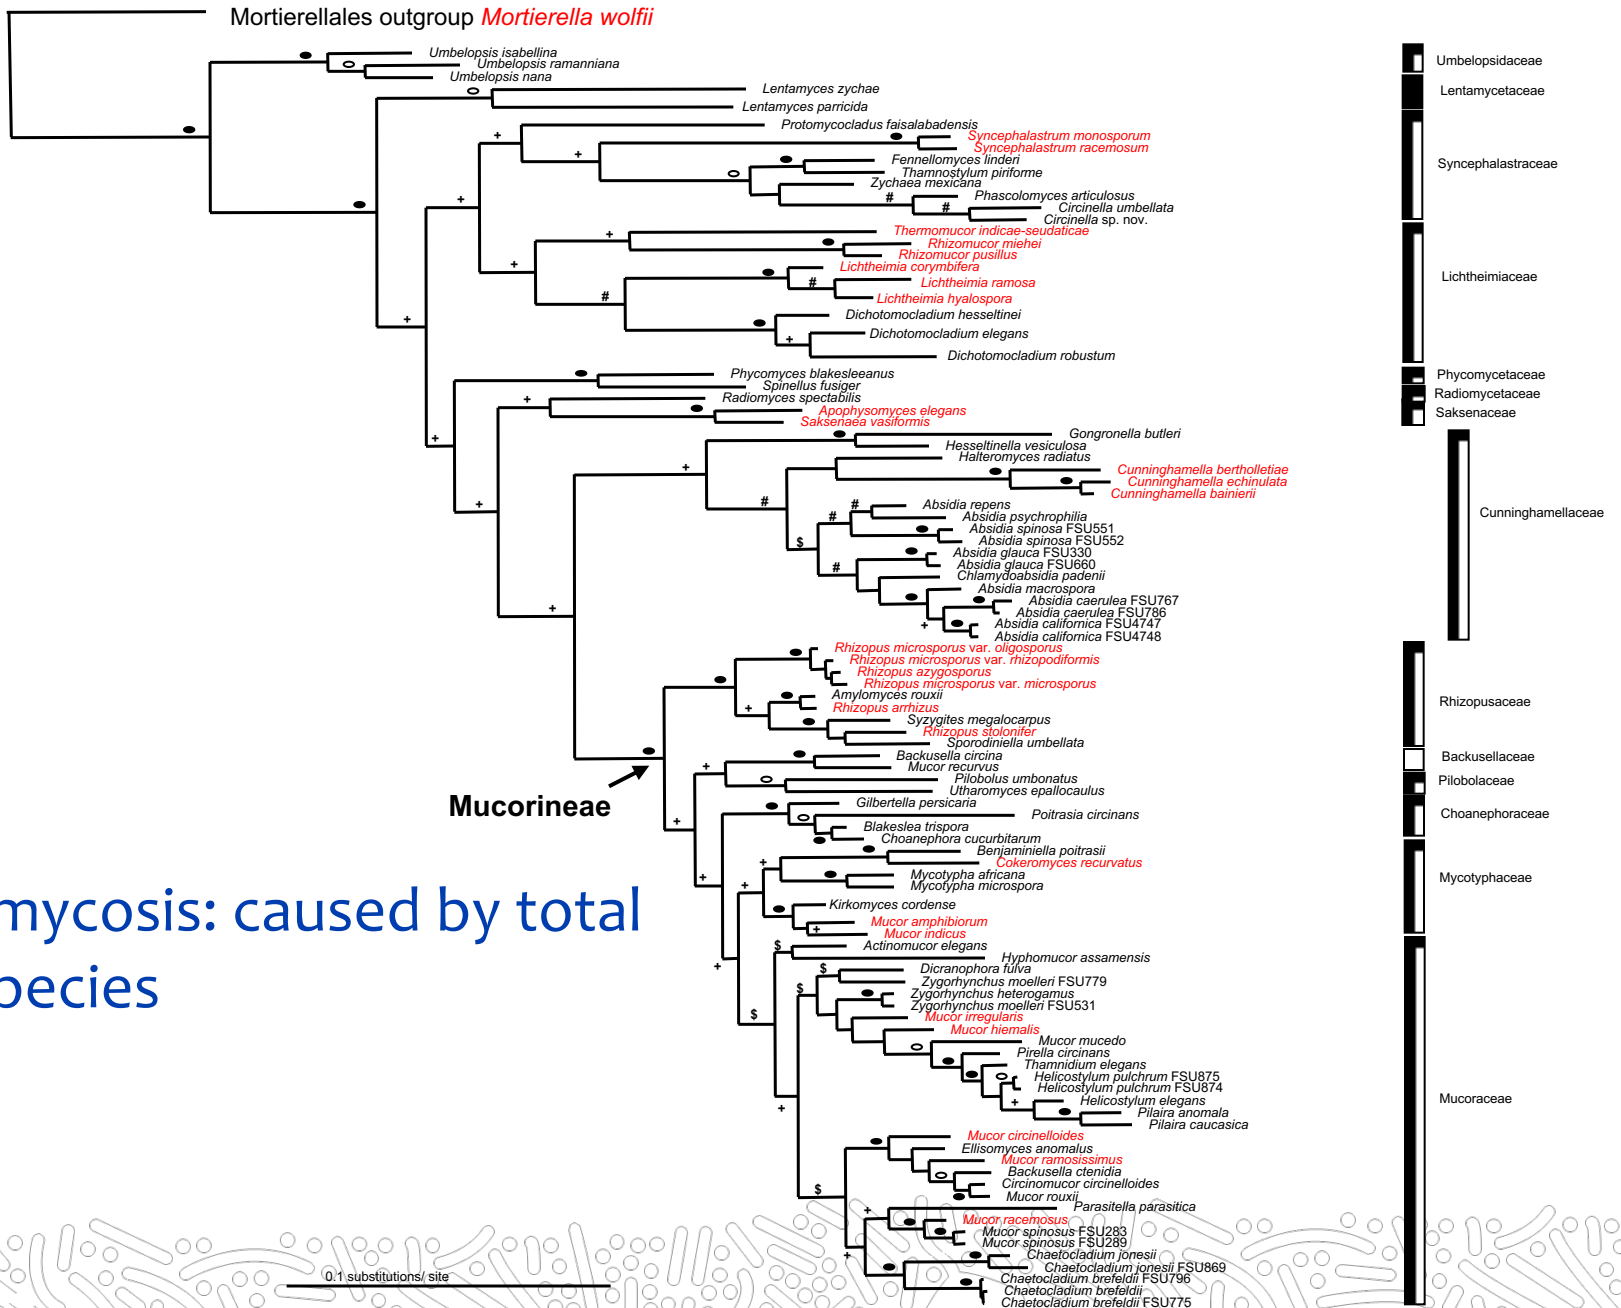 Mortierellales outgroup Mortierella wolfii
Umbelopsis isabellina
Umbelopsis ramanniana
Umbelopsis nana
Umbelopsidaceae
Lentamyces zychae
Lentamycetaceae
Lentamyces parricida
Protomycocladus faisalabadensis
Syncephalastrum monosporum
Syncephalastrum racemosum
Fennellomyces linderi
Syncephalastraceae
Thamnostylum piriforme
Zychaea mexicana
Phascolomyces articulosus
Circinella umbellata
Circinella sp. nov.
Thermomucor indicae-seudaticae
Rhizomucor miehei
Rhizomucor pusillus
Lichtheimia corymbifera
Lichtheimiaceae
Lichtheimia ramosa
Lichtheimia hyalospora
Dichotomocladium hesseltinei
Dichotomocladium elegans
Dichotomocladium robustum
Phycomyces blakesleeanus
Phycomycetaceae
Spinellus fusiger
Radiomycetaceae
Radiomyces spectabilis
Apophysomyces elegans
Saksenaceae
Saksenaea vasiformis
Gongronella butleri
Hesseltinella vesiculosa
Halteromyces radiatus
Cunninghamella bertholletiae
Cunninghamella echinulata
Cunninghamella bainierii
Absidia repens
Cunninghamellaceae
Absidia psychrophilia
Absidia spinosa FSU551
Absidia spinosa FSU552
Absidia glauca FSU330
Absidia glauca FSU660
Chlamydoabsidia padenii
Absidia macrospora
Absidia caerulea FSU767
Absidia caerulea FSU786
Absidia californica FSU4747
Absidia californica FSU4748
Rhizopus microsporus var. oligosporus
Rhizopus microsporus var. rhizopodiformis
Rhizopus azygosporus
Rhizopus microsporus var. microsporus
Amylomyces rouxii
Rhizopusaceae
Rhizopus arrhizus
Syzygites megalocarpus
Rhizopus stolonifer
Sporodiniella umbellata
Backusella circina
Backusellaceae
Mucor recurvus
Pilobolus umbonatus
Pilobolaceae
Utharomyces epallocaulus
Mucorineae
Gilbertella persicaria
Poitrasia circinans
Choanephoraceae
Blakeslea trispora
Choanephora cucurbitarum
Benjaminiella poitrasii
Cokeromyces recurvatus
Mycotypha africana
Mycotyphaceae
Mycotypha microspora
Kirkomyces cordense
mycosis: caused by total
Mucor amphibiorum
Mucor indicus
Actinomucor elegans
Hyphomucor assamensis
Dicranophora fulva
Zygorhynchus moelleri FSU779
pecies
Zygorhynchus heterogamus
Zygorhynchus moelleri FSU531
Mucor irregularis
Mucor hiemalis
Mucor mucedo
Pirella circinans
Thamnidium elegans
Helicostylum pulchrum FSU875
Helicostylum pulchrum FSU874
Helicostylum elegans
Mucoraceae
Pilaira anomala
Pilaira caucasica
Mucor circinelloides
Ellisomyces anomalus
Mucor ramosissimus
Backusella ctenidia
Circinomucor circinelloides
Mucor rouxii
Parasitella parasitica
Mucor racemosus
Mucor spinosus FSU283
Mucor spinosus FSU289
Chaetocladium jonesii
Chaetocladium jonesii FSU869
0.1 substitutions/ site
Chaetocladium brefeldii FSU796
Chaetocladium brefeldii
Chaetocladium brefeldii FSU775